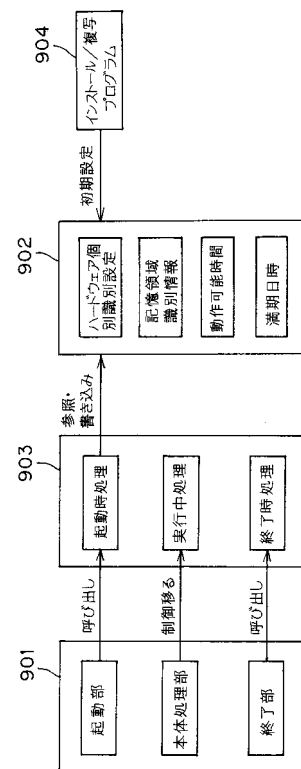 901
起動部
本体処理部
終了部
呼び出し
制御移る
呼び出し
903
起動時処理
実行中処理
終了時処理
参照・
書き込み
902
ハードウェア個
別識別設定
記憶領域
識別情報
動作可能時間
満期日時
初期設定
904
インストール／複写
プログラム